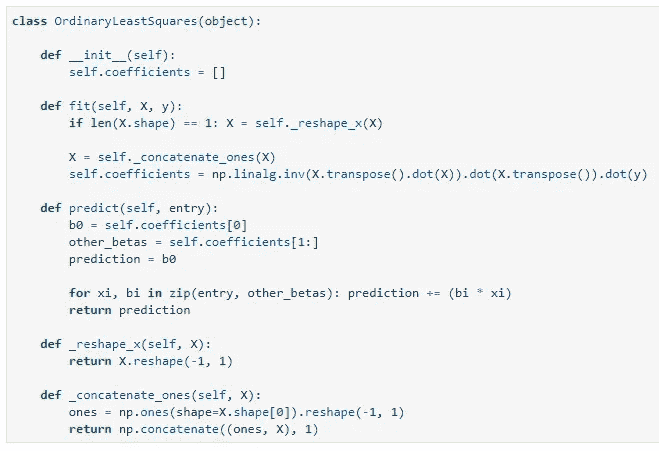 class OrdinaryLeastSquares(object):
def __init__(self):
self.coefficients = []
def fit(self, X, y):
if len(X.shape) == 1: X = self._reshape_x(X)
X = self._concatenate_ones(X)
self.coefficients = np.linalg.inv(X.transpose().dot(X)).dot(X.transpose()).dot(y)
def predict(self, entry):
b0 = self.coefficients[0]
other_betas = self.coefficients[1:]
prediction = b0
for xi, bi in zip(entry, other_betas): prediction += (bi * xi)
return prediction
def _reshape_x(self, X):
return X.reshape(-1, 1)
def _concatenate_ones(self, X):
ones = np.ones(shape=X.shape[0]).reshape(-1, 1)
return np.concatenate((ones, X), 1)